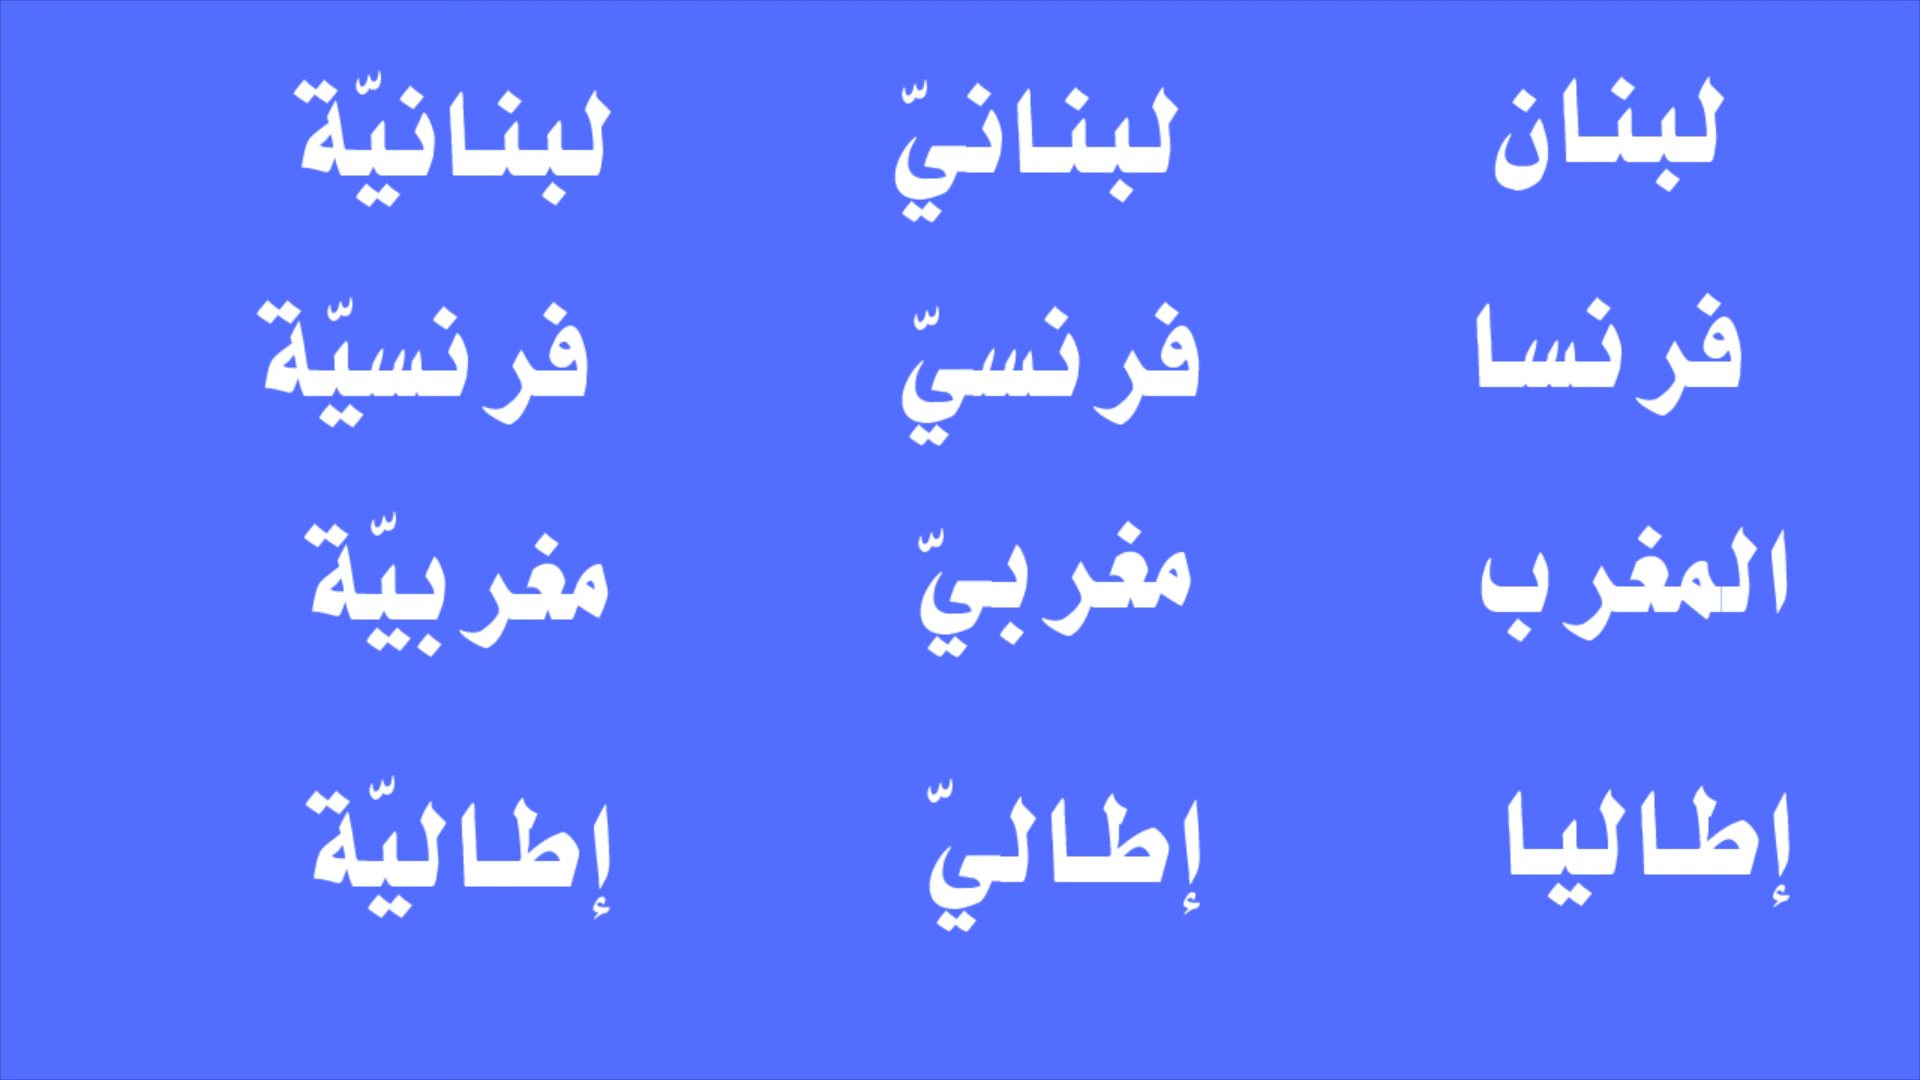 لبنان لبنانيّ لبنانيّة
فرنسا فرنسيّ فرنسيّة
المغرب مغربيّ مغربيّة
إطاليا إطاليّ إطاليّة